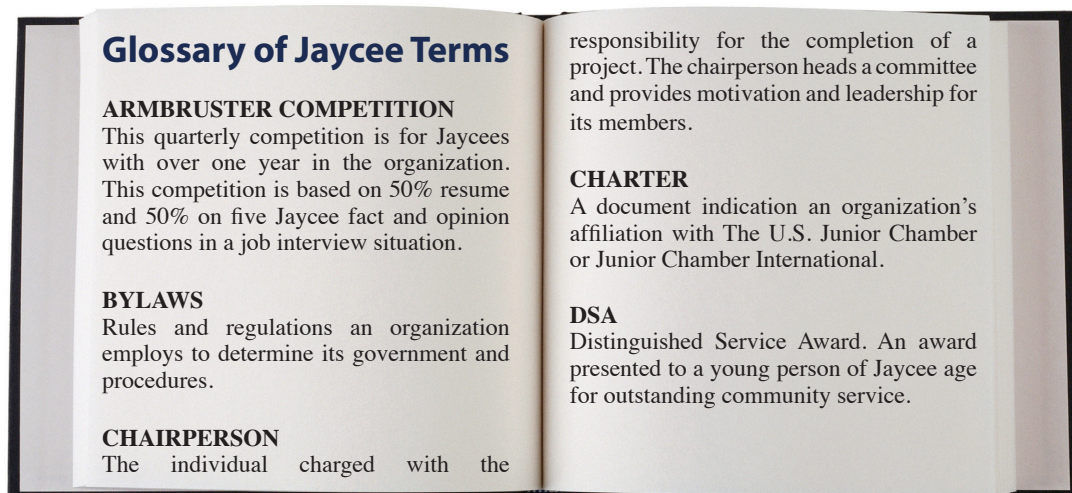 Glossary of Jaycee Terms
ARMBRUSTER COMPETITION
This quarterly competition is for Jaycees
with over one year in the organization.
This competition is based on 50% resume
and 50% on five Jaycee fact and opinion
questions in a job interview situation.
BYLAWS
Rules and regulations an organization
employs to determine its government and
procedures.
CHAIRPERSON
The individual charged with the
responsibility for the completion of a
project. The chairperson heads a committee
and provides motivation and leadership for
its members.
CHARTER
A document indication an organization's
affiliation with The U.S. Junior Chamber
or Junior Chamber International.
DSA
Distinguished Service Award. An award
presented to a young person of Jaycee age
for outstanding community service.